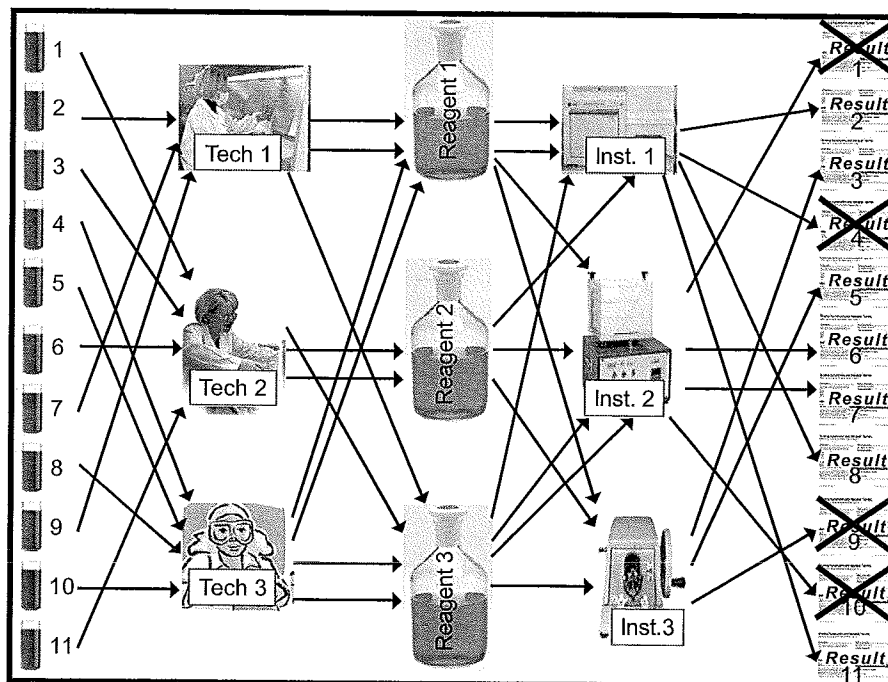 1
2
3
4
5
6
7
8
9
10
11
Tech 1
Tech 2
Tech 3
Reagent 1
Reagent 2
Reagent 3
Inst. 1
Inst. 2
Inst.3
Result
1
Result
2
Result
3
Result
4
Result
5
Result
6
Result
7
Result
8
Result
9
Result
10
Result
11